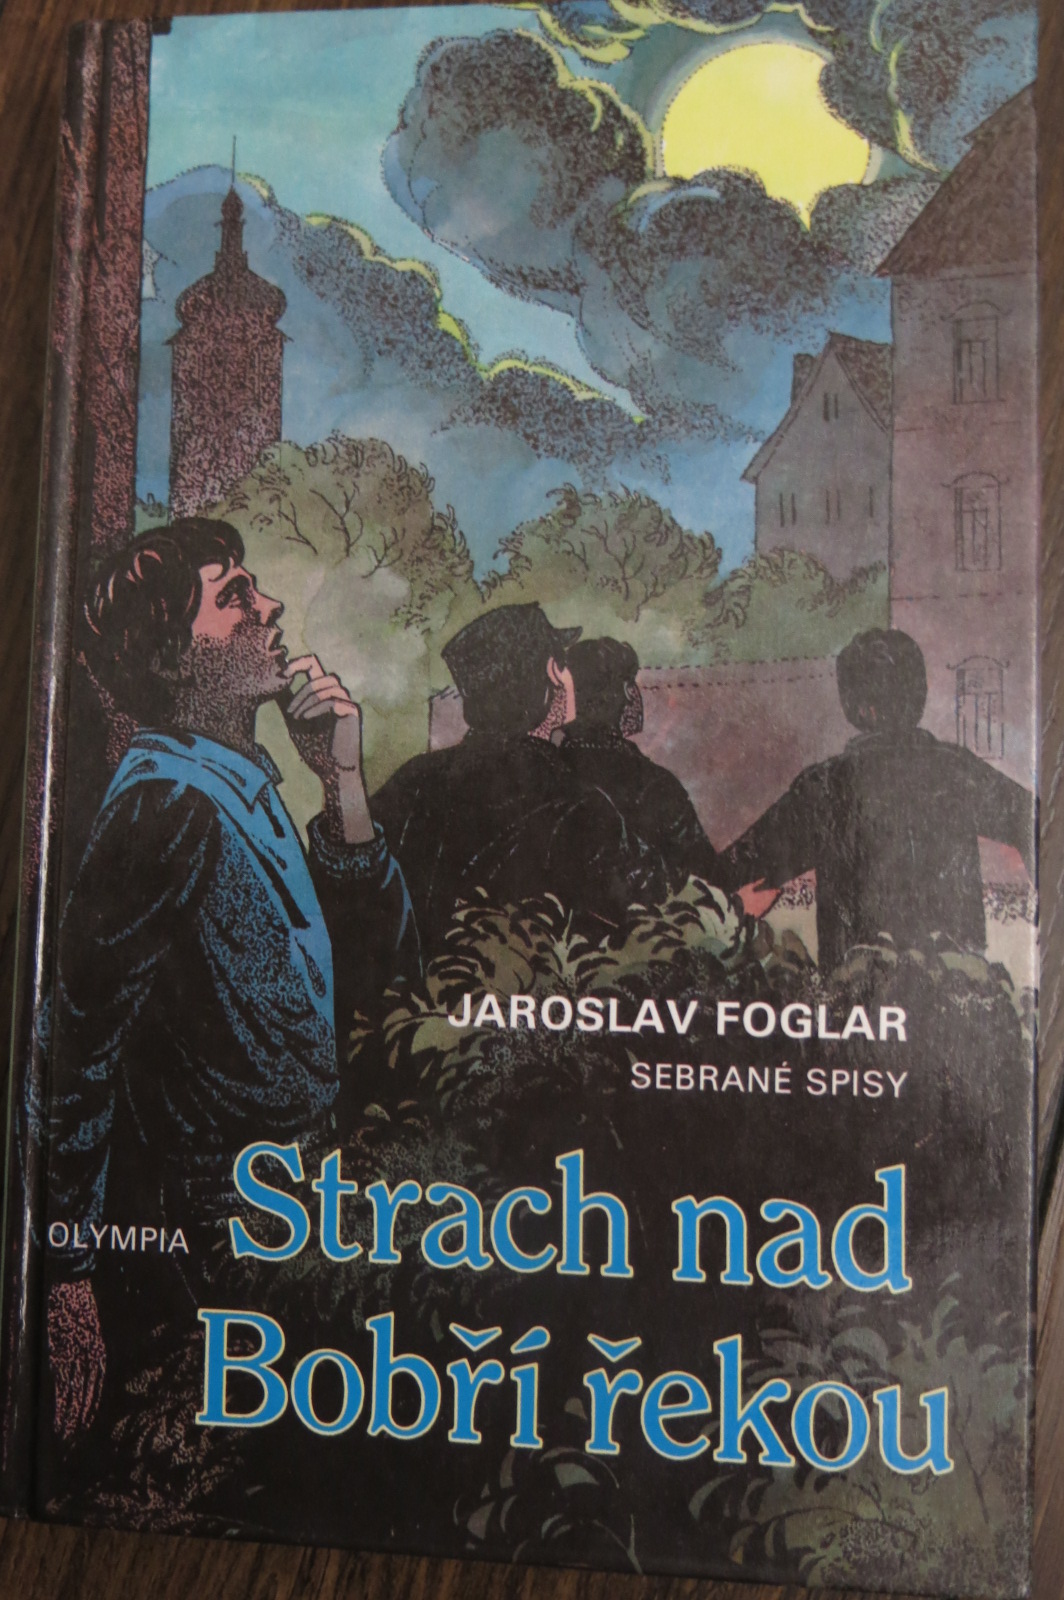 JAROSLAV FOGLAR
SEBRANÉ SPISY
Strach nad
OLYMPIA
Bobří řekou